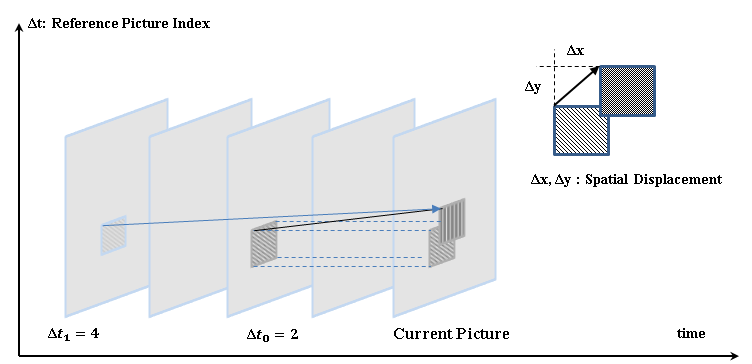 Δt: Reference Picture Index
Δx
Δy
Δx, Δy : Spatial Displacement
Δt₁ = 4
Δt₀ = 2
Current Picture
time